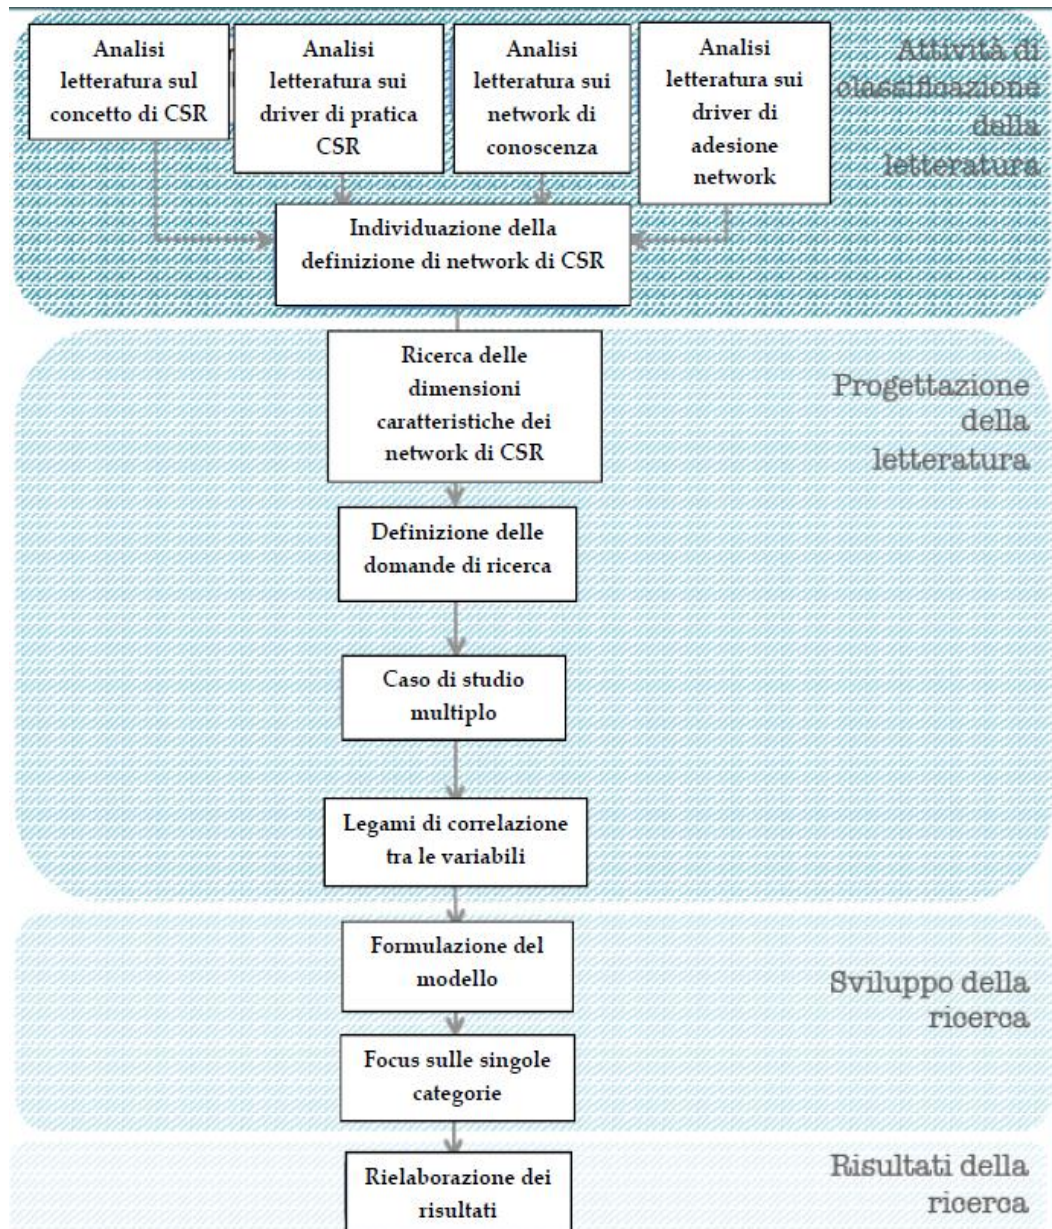 Analisi
letteratura sul
concetto di CSR
Analisi
letteratura sui
driver di pratica
CSR
Analisi
letteratura sui
network di
conoscenza
Analisi
letteratura sui
driver di
adesione
network
Attività di
classificazione
della
letteratura
Individuazione della
definizione di network di CSR
Ricerca delle
dimensioni
caratteristiche dei
network di CSR
Progettazione
della
letteratura
Definizione delle
domande di ricerca
Caso di studio
multiplo
Legami di correlazione
tra le variabili
Formulazione del
modello
Sviluppo della
ricerca
Focus sulle singole
categorie
Rielaborazione dei
risultati
Risultati della
ricerca